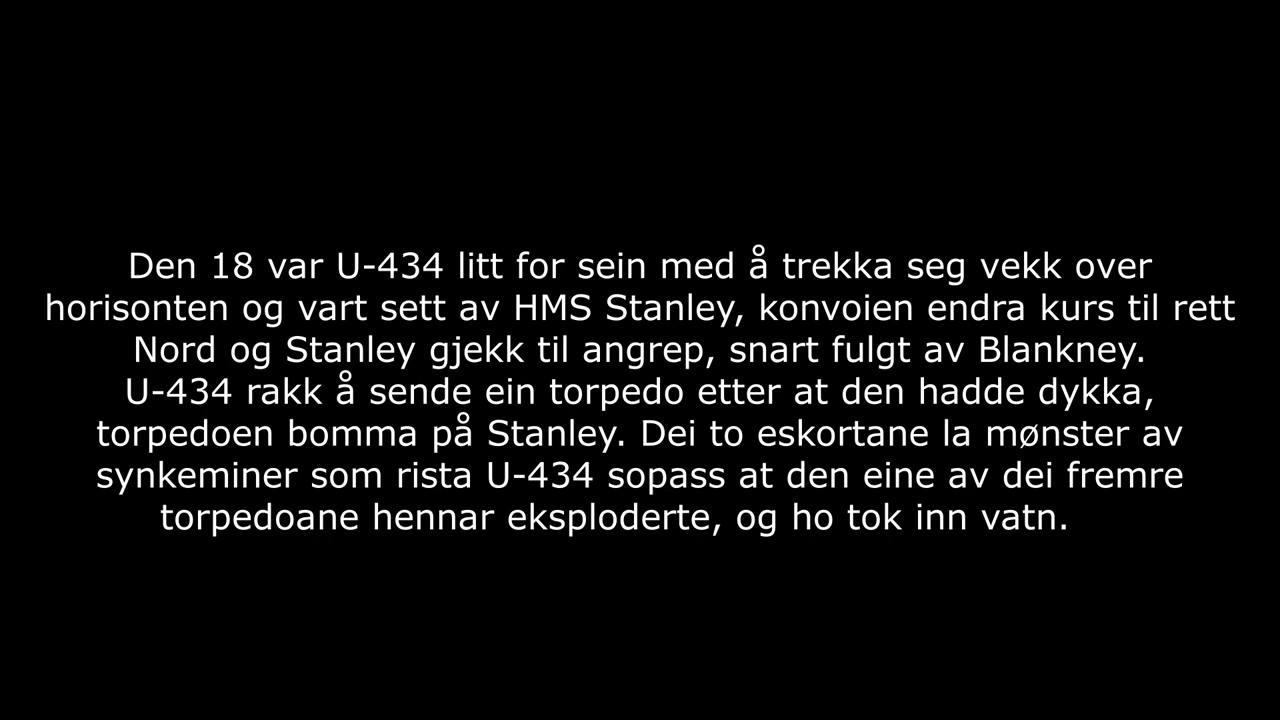 Den 18 var U-434 litt for sein med å trekka seg vekk over
horisonten og vart sett av HMS Stanley, konvoien endra kurs til rett
Nord og Stanley gjekk til angrep, snart fulgt av Blankney.
U-434 rakk å sende ein torpedo etter at den hadde dykka,
torpedoen bomma på Stanley. Dei to eskortane la mønster av
synkeminer som rista U-434 sopass at den eine av dei fremre
torpedoane hennar eksploderte, og ho tok inn vatn.